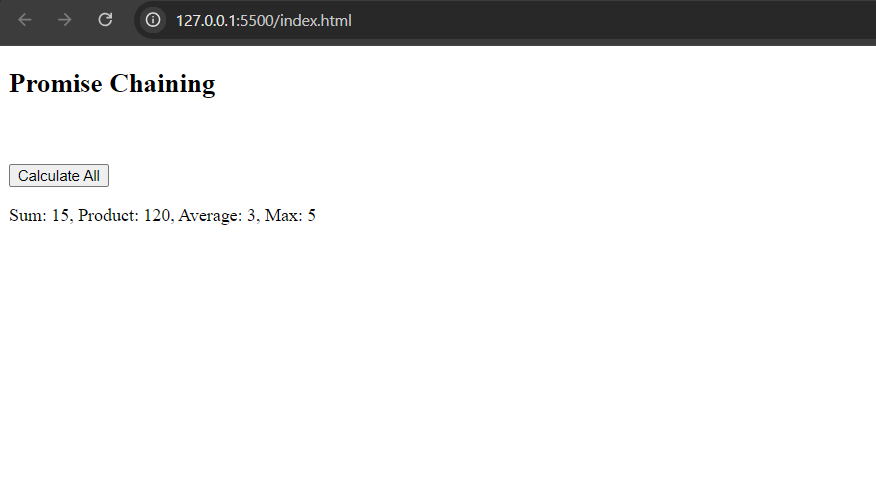 127.0.0.1:5500/index.html
Promise Chaining
Calculate All
Sum: 15, Product: 120, Average: 3, Max: 5